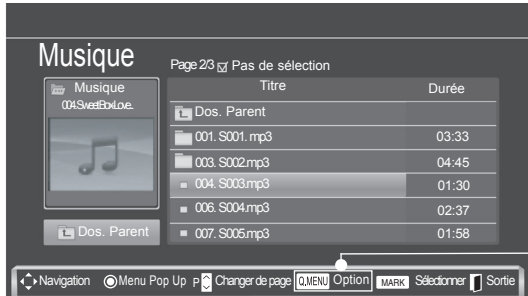 Musique
Page 2/3 Pas de sélection
Musique
004.SweetBoxLove..
Dos. Parent
Titre Durée
Dos. Parent
001. S001. mp3 03:33
003. S002.mp3 04:45
004. S003.mp3 01:30
006. S004.mp3 02:37
007. S005.mp3 01:58
Navigation Menu Pop Up P Changer de page Q.MENU Option MARK Sélectionner Sortie